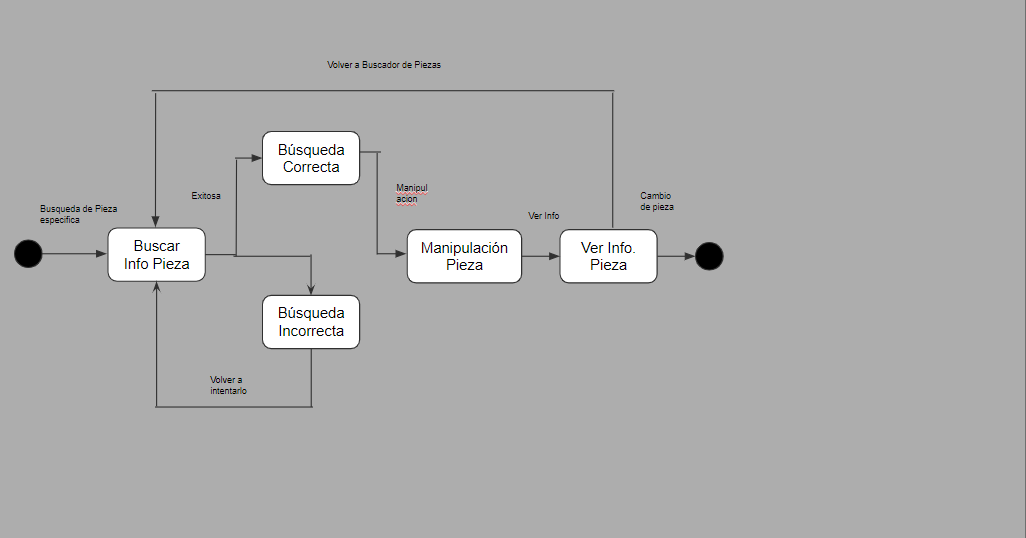 Volver a Buscador de Piezas
Búsqueda
Correcta
Exitosa
Manipul
acion
Cambio
de pieza
Busqueda de Pieza
especifica
Ver Info
Buscar
Info Pieza
Manipulación
Pieza
Ver Info.
Pieza
Búsqueda
Incorrecta
Volver a
intentarlo